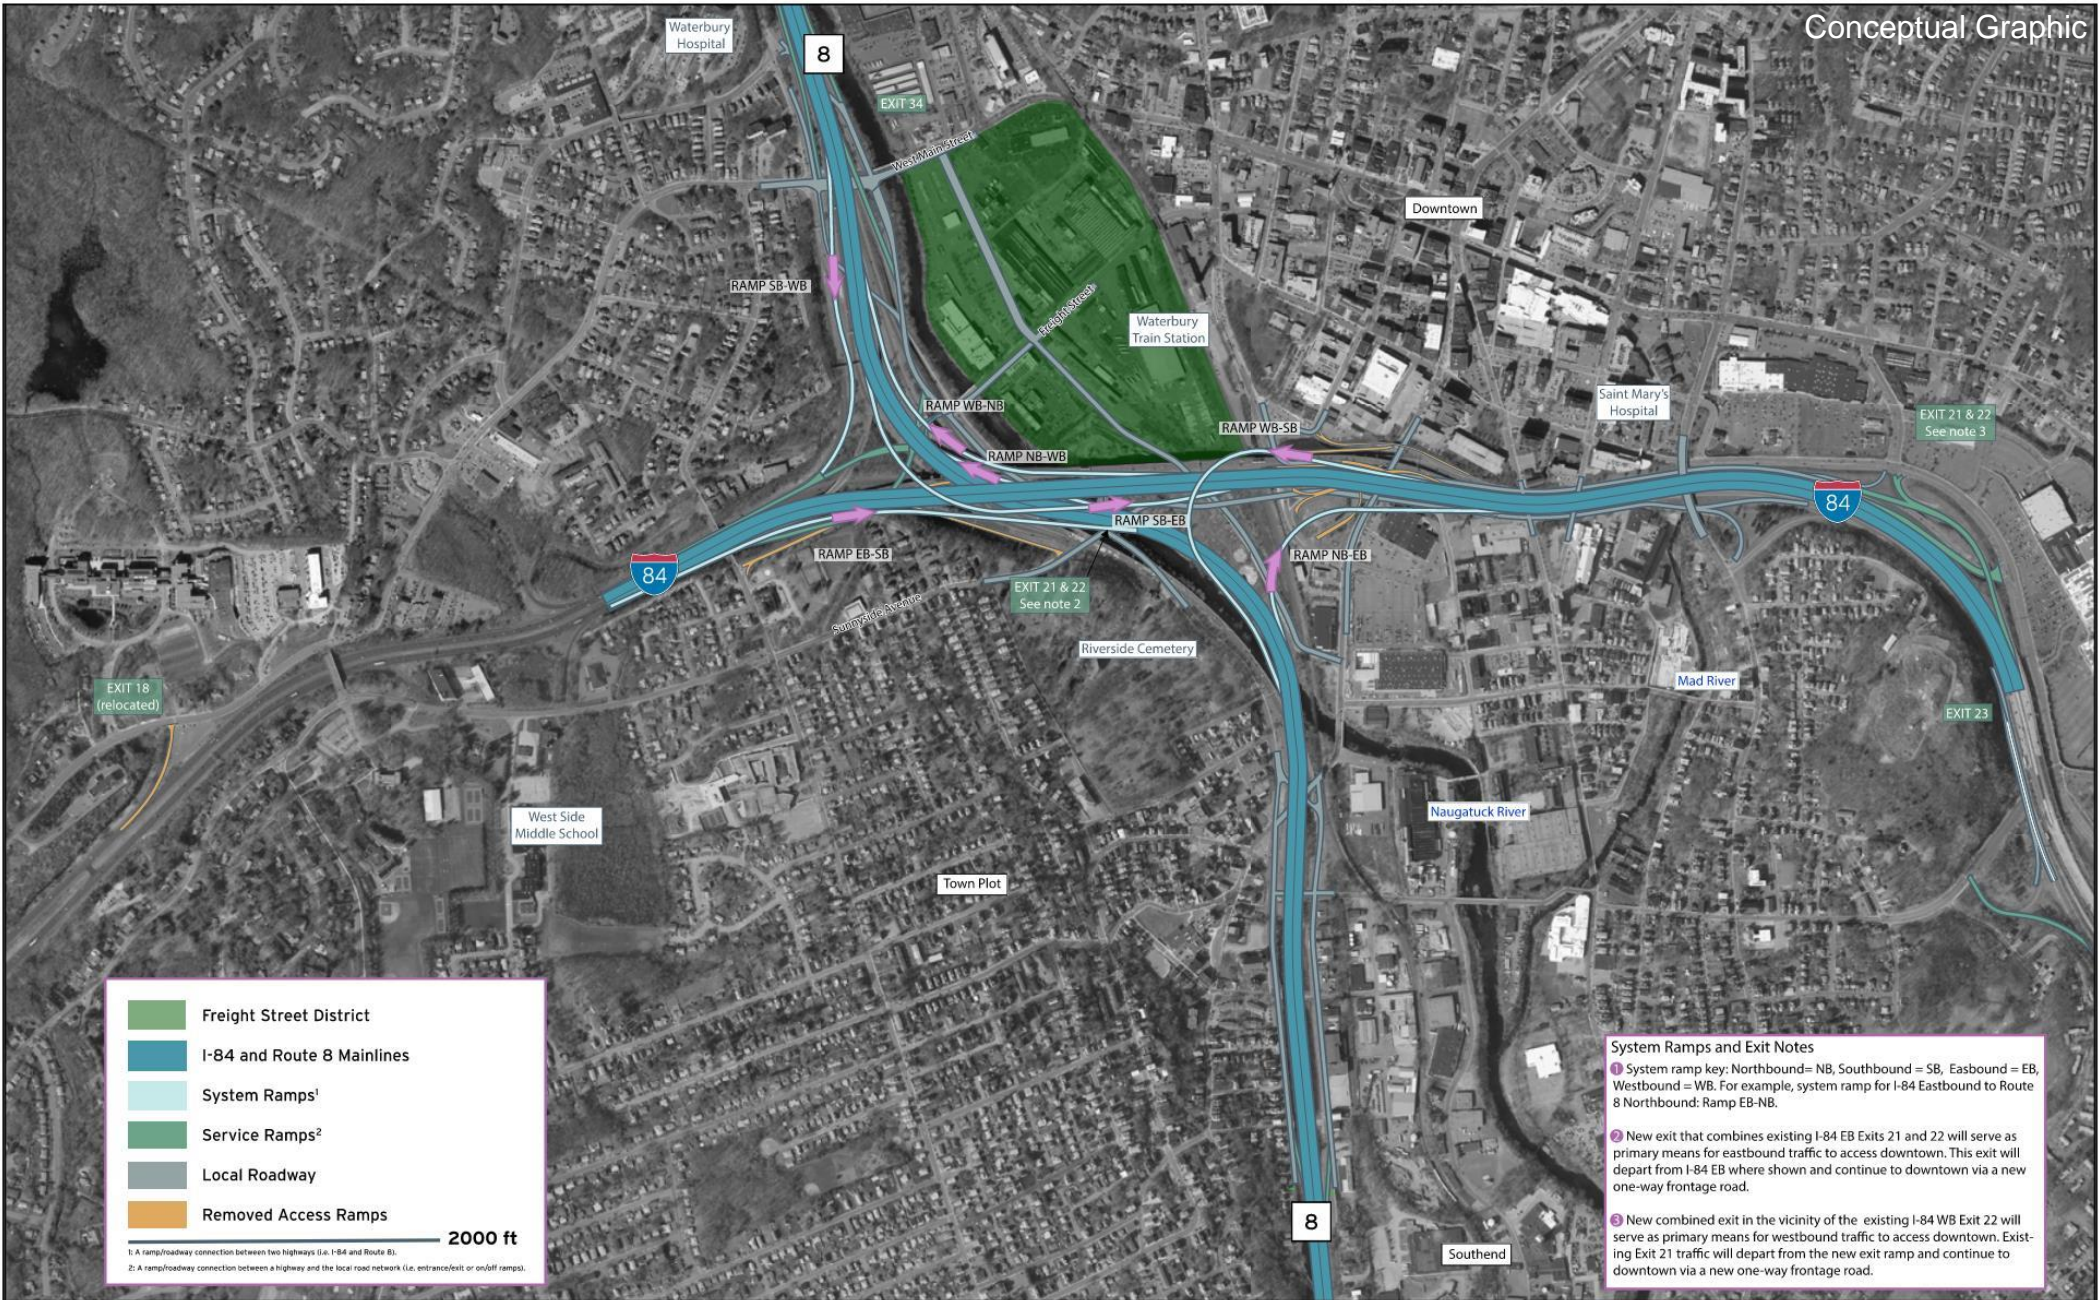 Conceptual Graphic
Waterbury
Hospital
8
EXIT 34
West Main Street
Downtown
RAMP SB-WB
Freight Street
Waterbury
Train Station
Saint Mary's
Hospital
RAMP WB-NB
EXIT 21 & 22
See note 3
RAMP WB-SB
RAMP NB-WB
84
RAMP SB-EB
RAMP EB-SB
RAMP NB-EB
84
EXIT 21 & 22
See note 2
Sunnyside Avenue
Riverside Cemetery
Mad River
EXIT 18
(relocated)
EXIT 23
West Side
Middle School
Naugatuck River
Town Plot
8
Southend
Freight Street District
I-84 and Route 8 Mainlines
System Ramps¹
Service Ramps²
Local Roadway
Removed Access Ramps
2000 ft
1: A ramp/roadway connection between two highways (i.e. I-84 and Route 8).
2: A ramp/roadway connection between a highway and the local road network (i.e. entrance/exit or on/off ramps).
System Ramps and Exit Notes
1 System ramp key: Northbound= NB, Southbound = SB, Easbound = EB,
Westbound = WB. For example, system ramp for I-84 Eastbound to Route
8 Northbound: Ramp EB-NB.
2 New exit that combines existing I-84 EB Exits 21 and 22 will serve as
primary means for eastbound traffic to access downtown. This exit will
depart from I-84 EB where shown and continue to downtown via a new
one-way frontage road.
3 New combined exit in the vicinity of the existing I-84 WB Exit 22 will
serve as primary means for westbound traffic to access downtown. Exist-
ing Exit 21 traffic will depart from the new exit ramp and continue to
downtown via a new one-way frontage road.